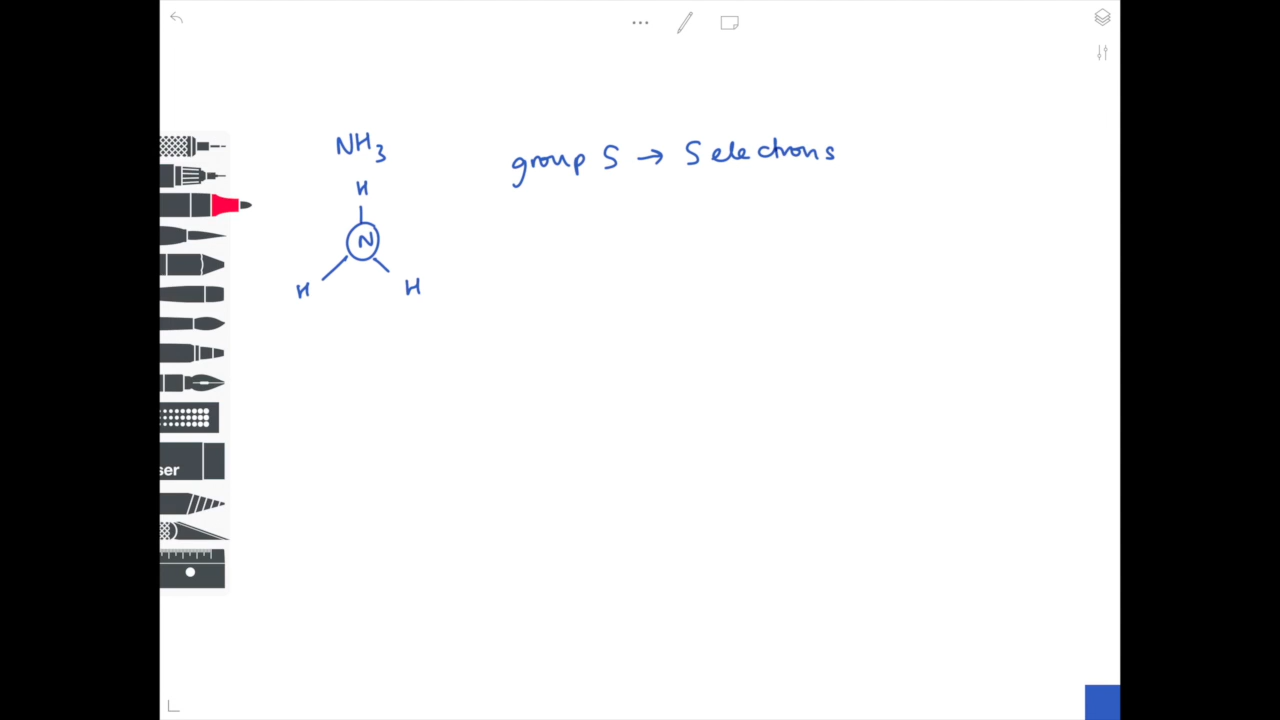 NH₃
group 5 → 5 electrons
H
N
H H
ser